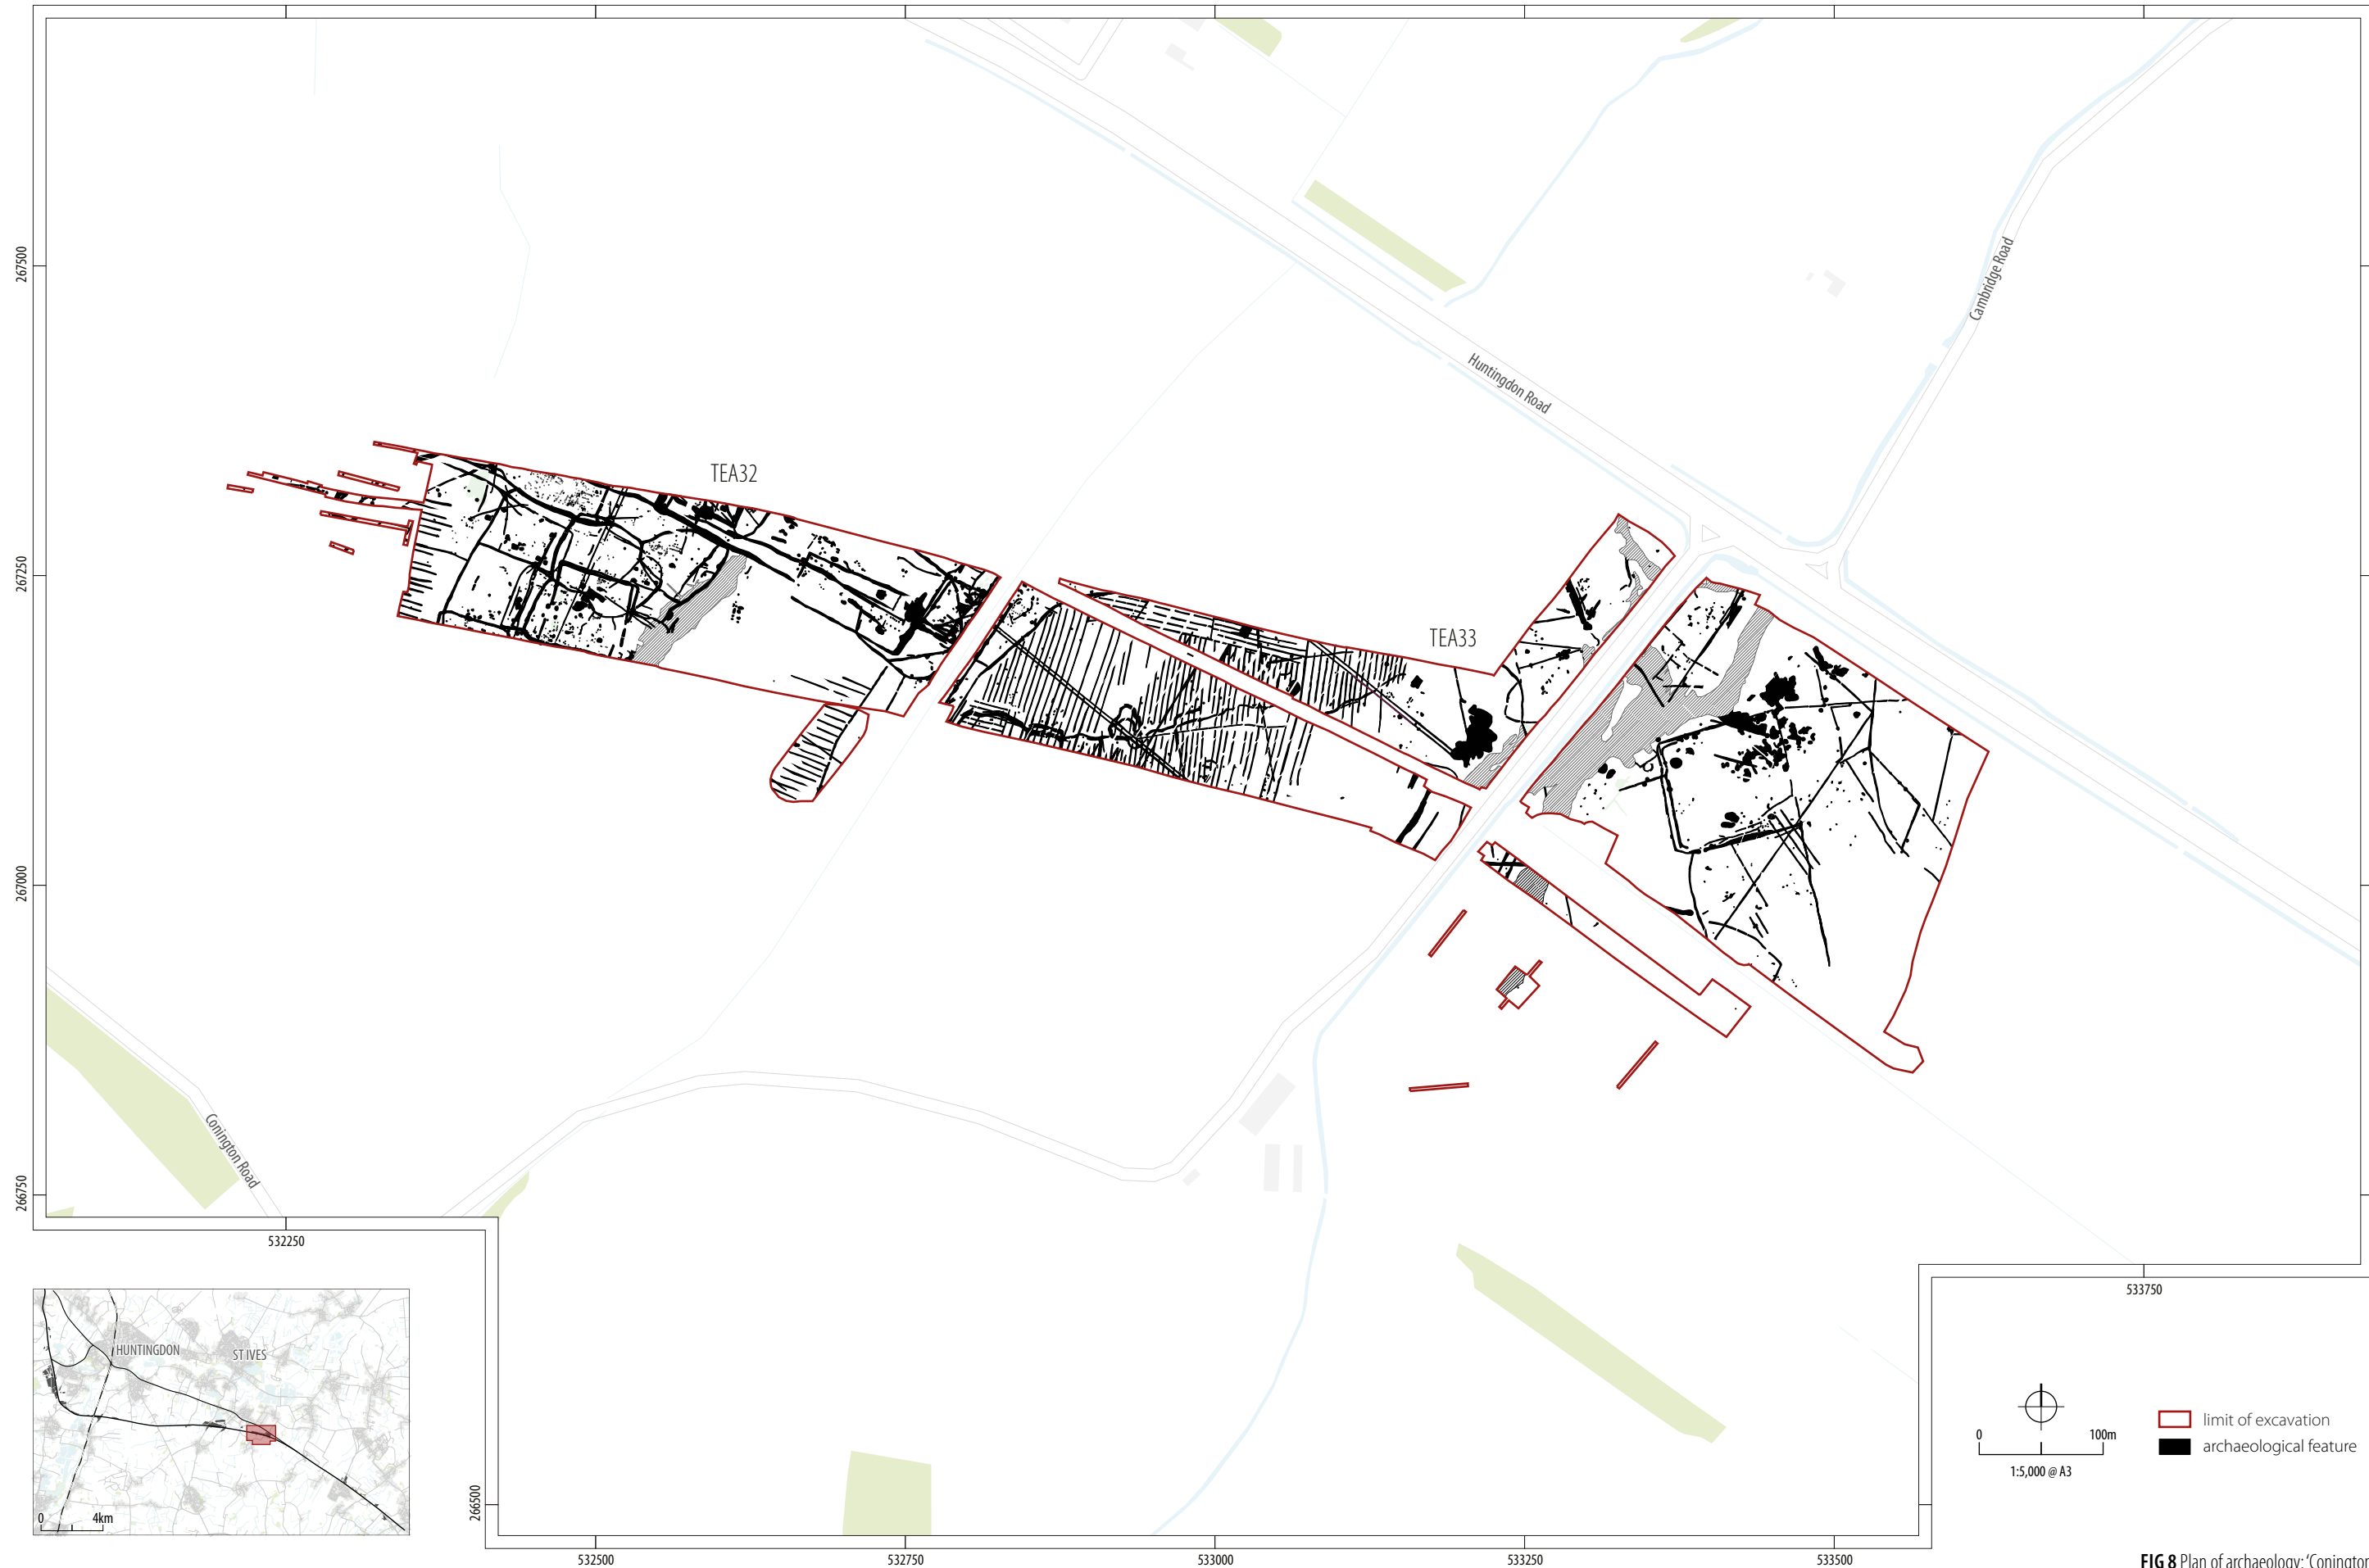 267500
267250
267000
266750
266500
TEA32
TEA33
Huntingdon Road
Cambridge Road
Conington Road
532250
533750
HUNTINGDON
ST IVES
0 4km
0 100m
1:5,000 @ A3
limit of excavation
archaeological feature
532500 532750 533000 533250 533500
FIG 8 Plan of archaeology: ‘Conington